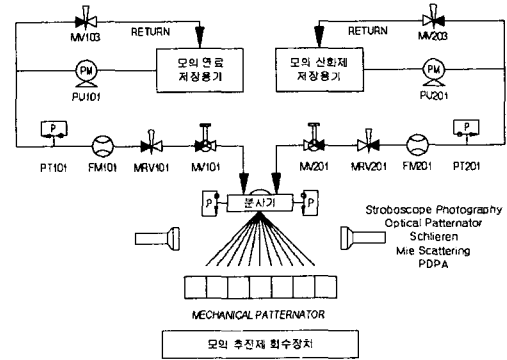 MV103
RETURN
RETURN
MV203
모의 연료
저장용기
모의 산화제
저장용기
PM
PU101
PM
PU201
P
P
PT101
FM101
MRV101
MV101
MV201
MRV201
FM201
PT201
P
분사기
P
Stroboscope Photography
Optical Patternator
Schlieren
Mie Scattering
PDPA
MECHANICAL PATTERNATOR
모의 추진제 회수장치